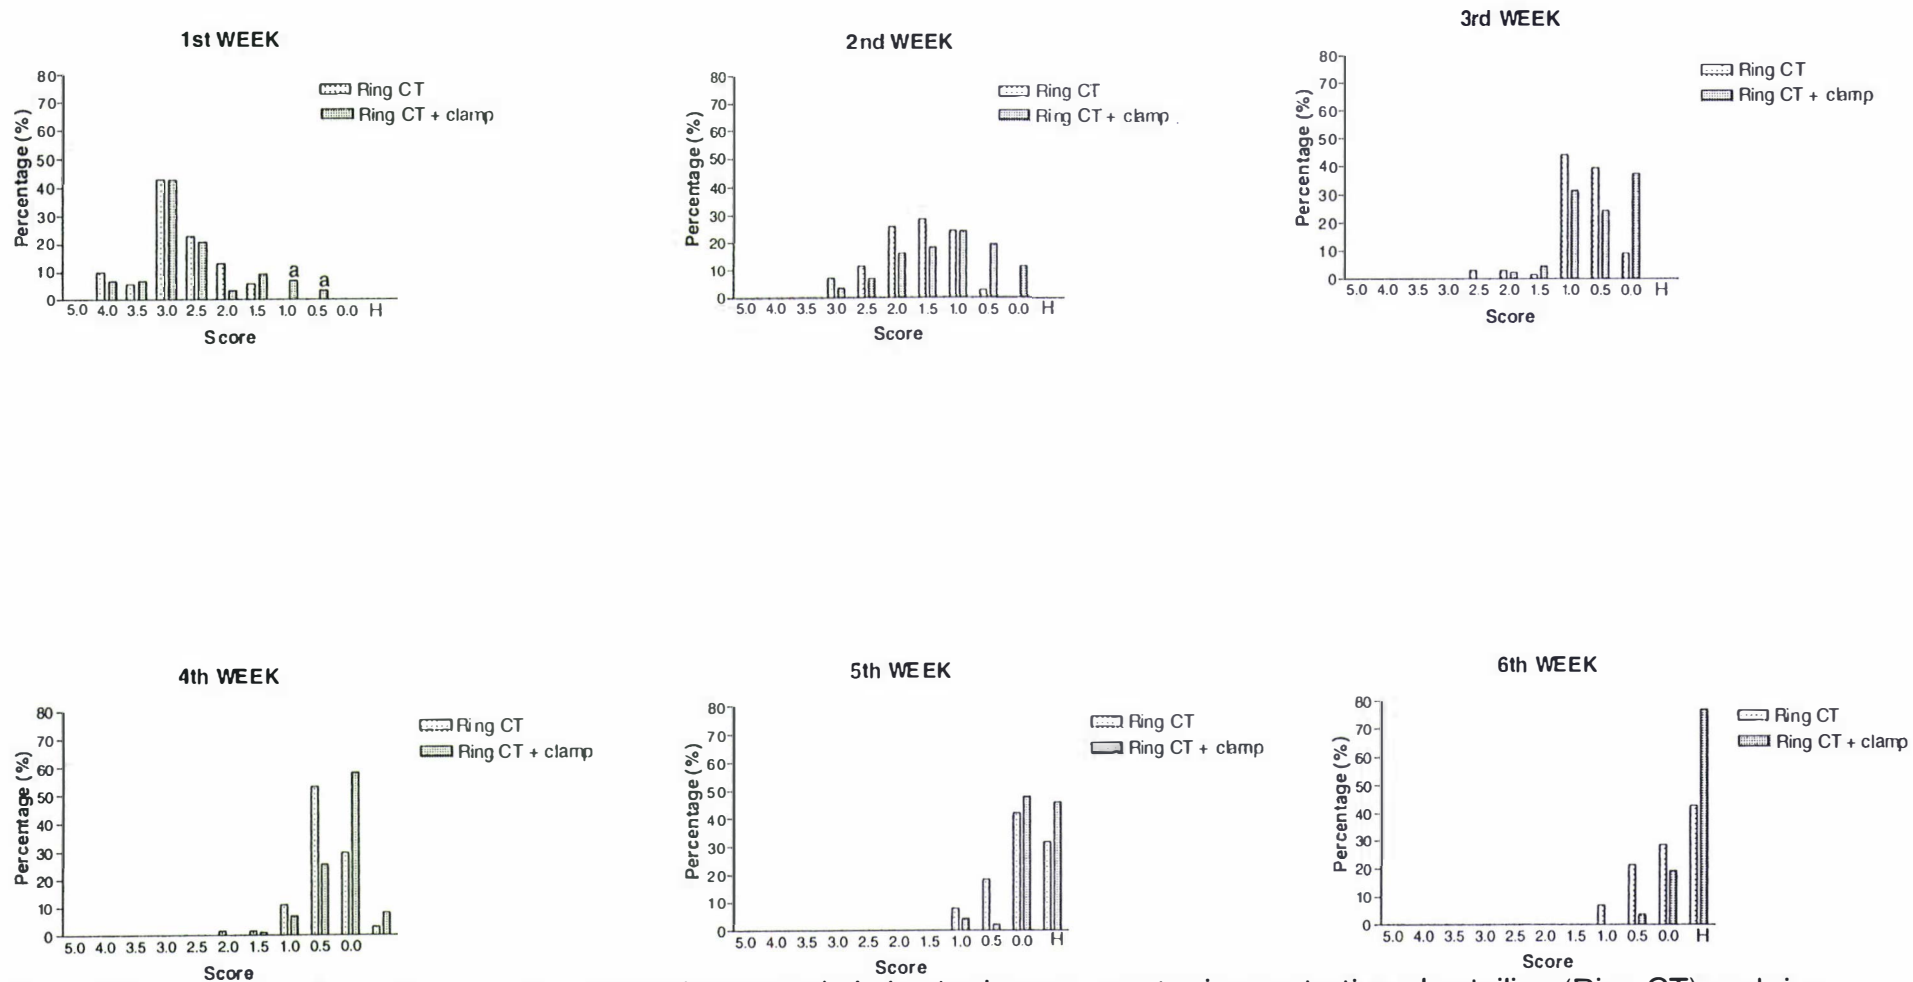 1st WEEK
80
70
60
50
40
30
20
10
0
Percentage (%)
Ring CT
Ring CT + clamp
a
a
5.0 4.0 3.5 3.0 2.5 2.0 1.5 1.0 0.5 0.0 H
Score
2nd WEEK
80
70
60
50
40
30
20
10
0
Percentage (%)
Ring CT
Ring CT + clamp
5.0 4.0 3.5 3.0 2.5 2.0 1.5 1.0 0.5 0.0 H
Score
3rd WEEK
80
70
60
50
40
30
20
10
0
Percentage (%)
Ring CT
Ring CT + clamp
5.0 4.0 3.5 3.0 2.5 2.0 1.5 1.0 0.5 0.0 H
Score
4th WEEK
80
70
60
50
40
30
20
10
0
Percentage (%)
Ring CT
Ring CT + clamp
5.0 4.0 3.5 3.0 2.5 2.0 1.5 1.0 0.5 0.0
Score
5th WEEK
80
70
60
50
40
30
20
10
0
Percentage (%)
Ring CT
Ring CT + clamp
5.0 4.0 3.5 3.0 2.5 2.0 1.5 1.0 0.5 0.0 H
Score
6th WEEK
80
70
60
50
40
30
20
10
0
Percentage (%)
Ring CT
Ring CT + clamp
5.0 4.0 3.5 3.0 2.5 2.0 1.5 1.0 0.5 0.0 H
Score
(Ring CT)